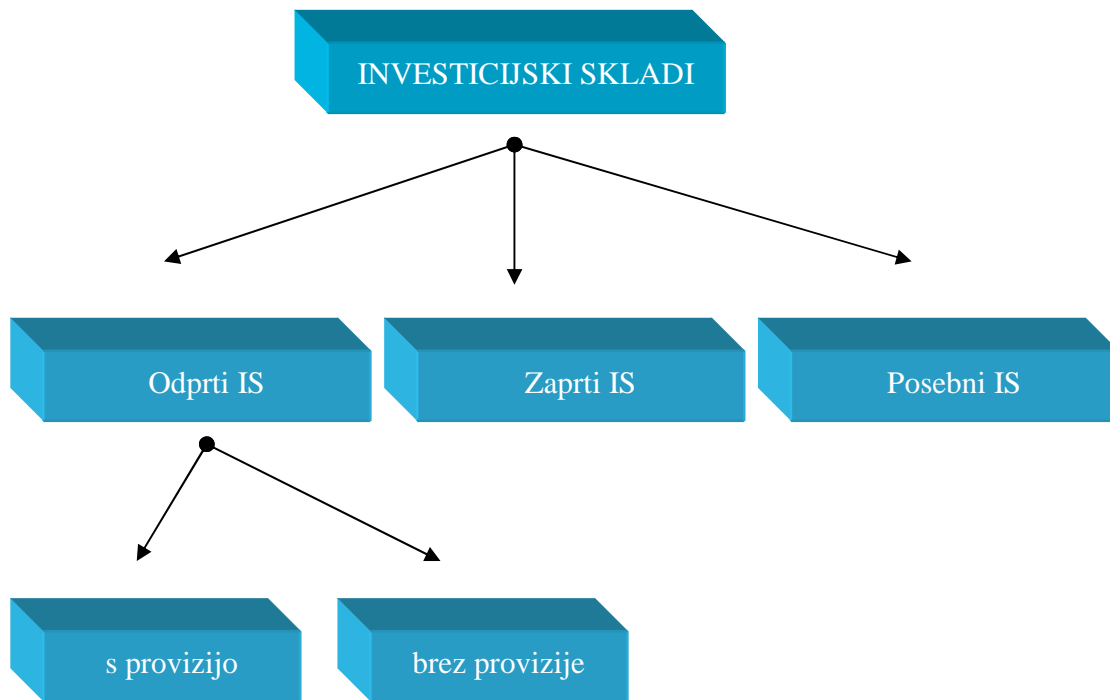 INVESTICIJSKI SKLADI
Odprti IS
Zaprti IS
Posebni IS
s provizijo
brez provizije